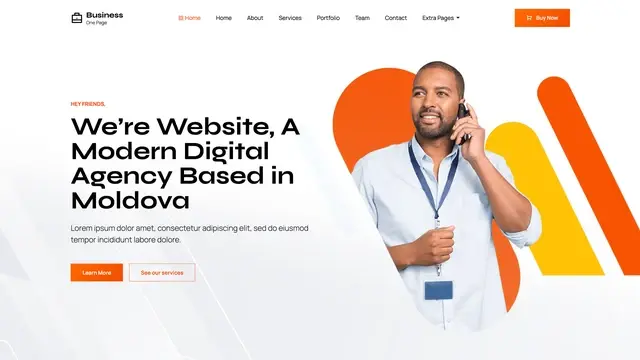 Business
One Page
Home
Home
About
Services
Portfolio
Team
Contact
Extra Pages
Buy Now
HEY FRIENDS,
We're Website, A
Modern Digital
Agency Based in
Moldova
Lorem ipsum dolor amet, consectetur adipiscing elit, sed do eiusmod
tempor incididunt labore dolore.
Learn More
See our services